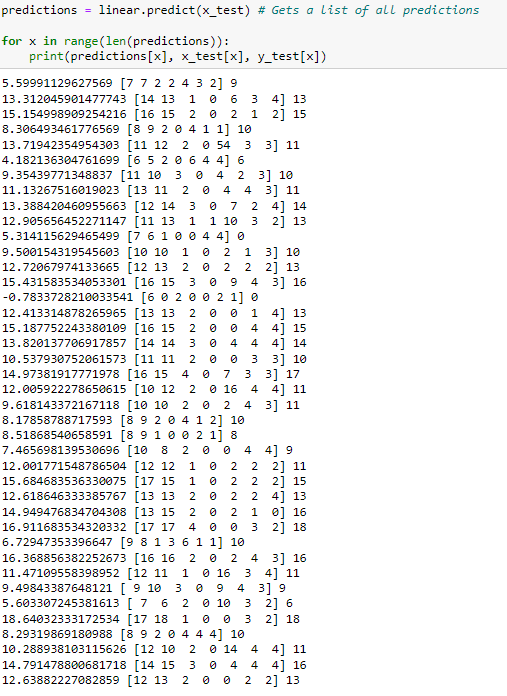 predictions = linear.predict(x_test) # Gets a list of all predictions
for x in range(len(predictions)):
    print(predictions[x], x_test[x], y_test[x])
5.59991129627569 [7 7 2 2 4 3 2] 9
13.312045901477743 [14 13  1  0  6  3  4] 13
15.154998909254216 [16 15  2  0  2  1  2] 15
8.306493461776569 [8 9 2 0 4 1 1] 10
13.71942354954303 [11 12  2  0 54  3  3] 11
4.182136304761699 [6 5 2 0 6 4 4] 6
9.35439771348837 [11 10  3  0  4  2  3] 10
11.13267516019023 [13 11  2  0  4  4  3] 11
13.388420460955663 [12 14  3  0  7  2  4] 14
12.905656452271147 [11 13  1  1 10  3  2] 13
5.314115629465499 [7 6 1 0 0 4 4] 0
9.500154319545603 [10 10  1  0  2  1  3] 10
12.72067974133665 [12 13  2  0  2  2  2] 13
15.431583534053301 [16 15  3  0  9  4  3] 16
-0.7833728210033541 [6 0 2 0 0 2 1] 0
12.413314878265965 [13 13  2  0  0  1  4] 13
15.187752243380109 [16 15  2  0  0  4  4] 15
13.820137706917857 [14 14  3  0  4  4  4] 14
10.537930752061573 [11 11  2  0  0  3  3] 10
14.97381917771978 [16 15  4  0  7  3  3] 17
12.005922278650615 [10 12  2  0 16  4  4] 11
9.618143372167118 [10 10  2  0  2  4  3] 11
8.17858788717593 [8 9 2 0 4 1 2] 10
8.51868540658591 [8 9 1 0 0 2 1] 8
7.465698139530696 [10  8  2  0  0  4  4] 9
12.001771548786504 [12 12  1  0  2  2  2] 11
15.684683536330075 [17 15  1  0  2  2  2] 15
12.618646333385767 [13 13  2  0  2  2  4] 13
14.949476834704308 [13 15  2  0  2  1  0] 16
16.911683534320332 [17 17  4  0  0  3  2] 18
6.72947353396647 [9 8 1 3 6 1 1] 10
16.368856382252673 [16 16  2  0  2  4  3] 16
11.47109558398952 [12 11  1  0 16  3  4] 11
9.49843387648121 [ 9 10  3  0  9  4  3] 9
5.603307245381613 [ 7  6  2  0 10  3  2] 6
18.64032333172534 [17 18  1  0  0  3  2] 18
8.29319869180988 [8 9 2 0 4 4 4] 10
10.288938103115626 [12 10  2  0 14  4  4] 11
14.791478800681718 [14 15  3  0  4  4  4] 16
12.63882227082859 [12 13  2  0  0  2  2] 13